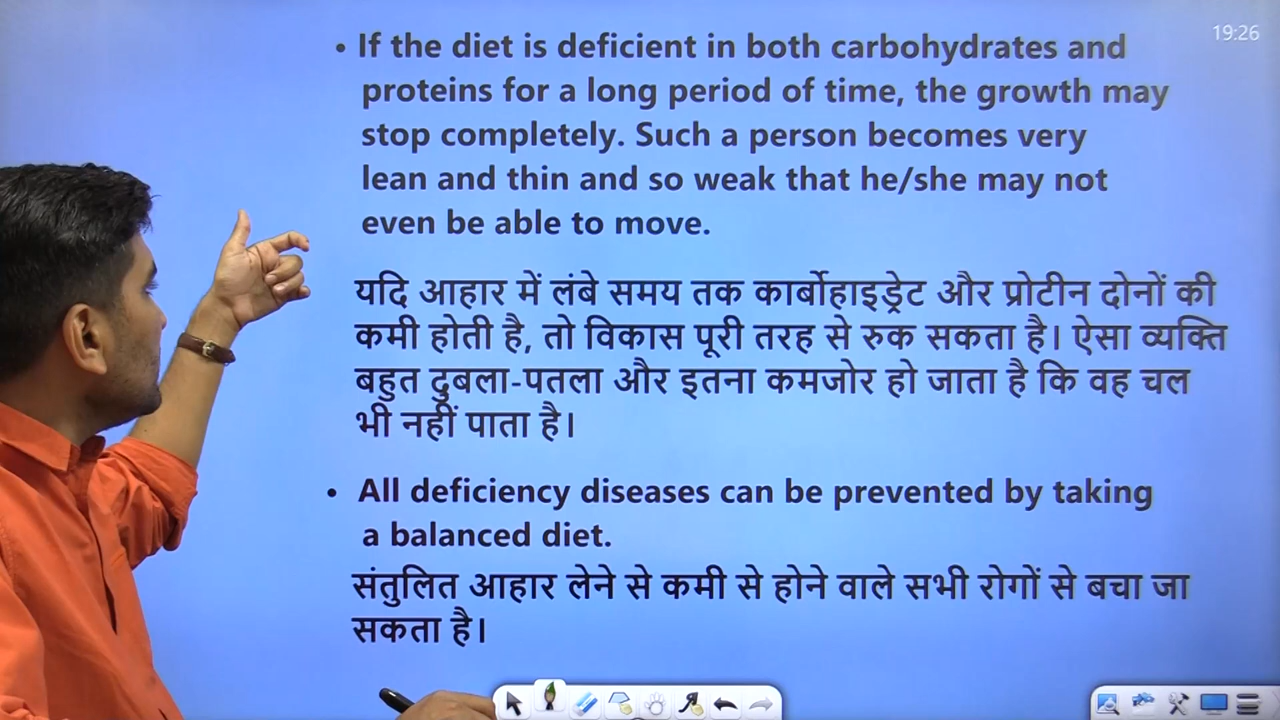 19:26
• If the diet is deficient in both carbohydrates and
proteins for a long period of time, the growth may
stop completely. Such a person becomes very
lean and thin and so weak that he/she may not
even be able to move.
यदि आहार में लंबे समय तक कार्बोहाइड्रेट और प्रोटीन दोनों की
कमी होती है, तो विकास पूरी तरह से रुक सकता है। ऐसा व्यक्ति
बहुत दुबला-पतला और इतना कमजोर हो जाता है कि वह चल
भी नहीं पाता है।
• All deficiency diseases can be prevented by taking
a balanced diet.
संतुलित आहार लेने से कमी से होने वाले सभी रोगों से बचा जा
सकता है।